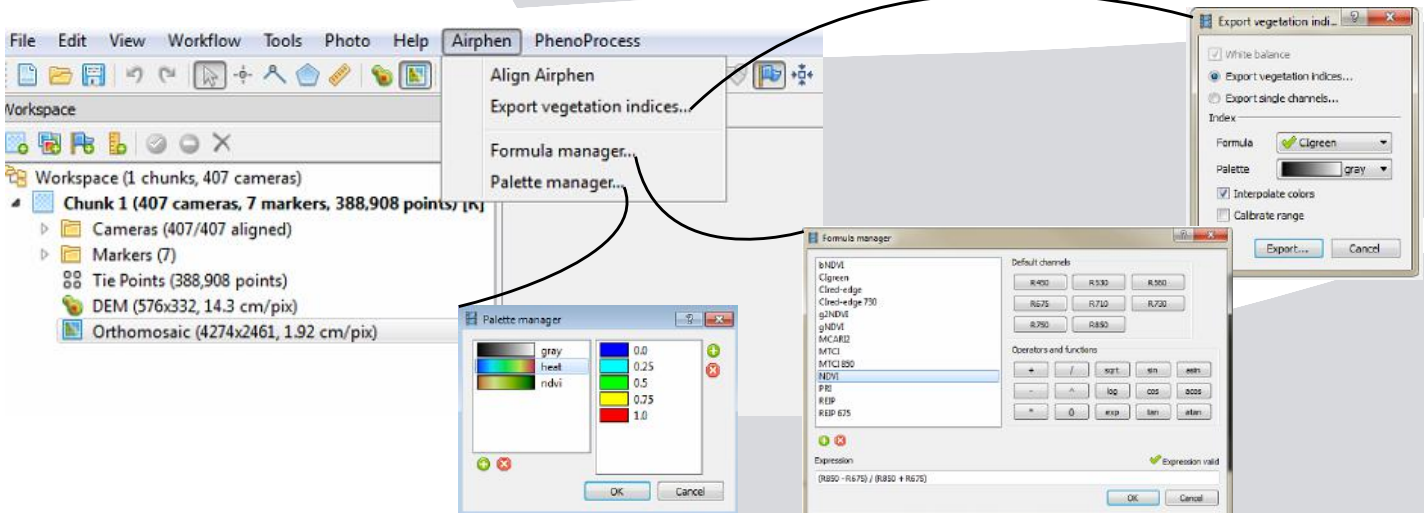 File Edit View Workflow Tools Photo Help Airphen PhenoProcess
Align Airphen
Export vegetation indices...
Formula manager...
Palette manager...
Workspace
Workspace (1 chunks, 407 cameras)
Chunk 1 (407 cameras, 7 markers, 388,908 points) [R]
Cameras (407/407 aligned)
Markers (7)
Tie Points (388,908 points)
DEM (576x332, 14.3 cm/pix)
Orthomosaic (4274x2461, 1.92 cm/pix)
Export vegetation indi...
White balance
Export vegetation indices...
Export single channels...
Index
Formula CIgreen
Palette gray
Interpolate colors
Calibrate range
Export... Cancel
Palette manager
gray 0.0
heat 0.25
ndvi 0.5
0.75
1.0
OK Cancel
Formula manager
bNDVI
CIgreen
CIred-edge
CIred-edge 730
g2NDVI
gNDVI
MCARI2
MTCI
MTCI 850
NDVI
PRI
REIP
REIP 675
Default channels
R450 R530 R560
R675 R710 R730
R750 R850
Operators and functions
+ / sqrt sin asin
- ^ log cos acos
* () exp tan atan
Expression Expression valid
(R850 - R675) / (R850 + R675)
OK Cancel